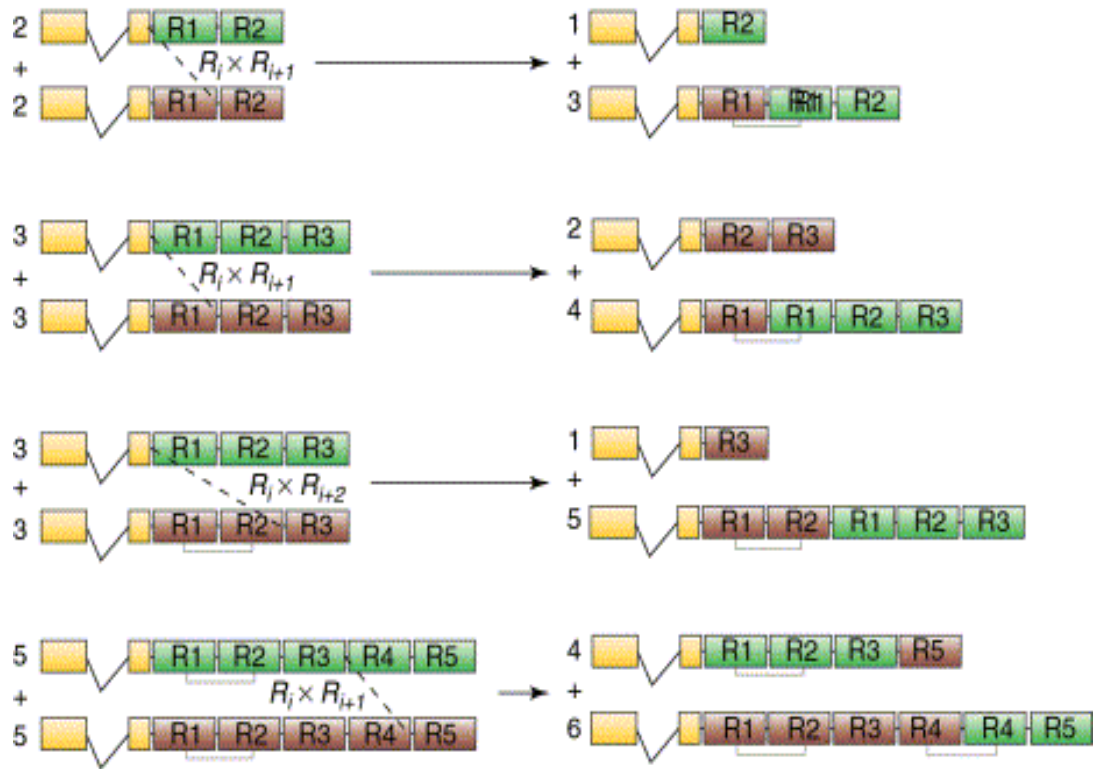 2 R1 R2
+ Ri × Ri+1
2 R1 R2
1 R2
+
3 R1 R1 R2
3 R1 R2 R3
+ Ri × Ri+1
3 R1 R2 R3
2 R2 R3
+
4 R1 R1 R2 R3
3 R1 R2 R3
+ Ri × Ri+2
3 R1 R2 R3
1 R3
+
5 R1 R2 R1 R2 R3
5 R1 R2 R3 R4 R5
+ Ri × Ri+1
5 R1 R2 R3 R4 R5
4 R1 R2 R3 R5
+
6 R1 R2 R3 R4 R4 R5